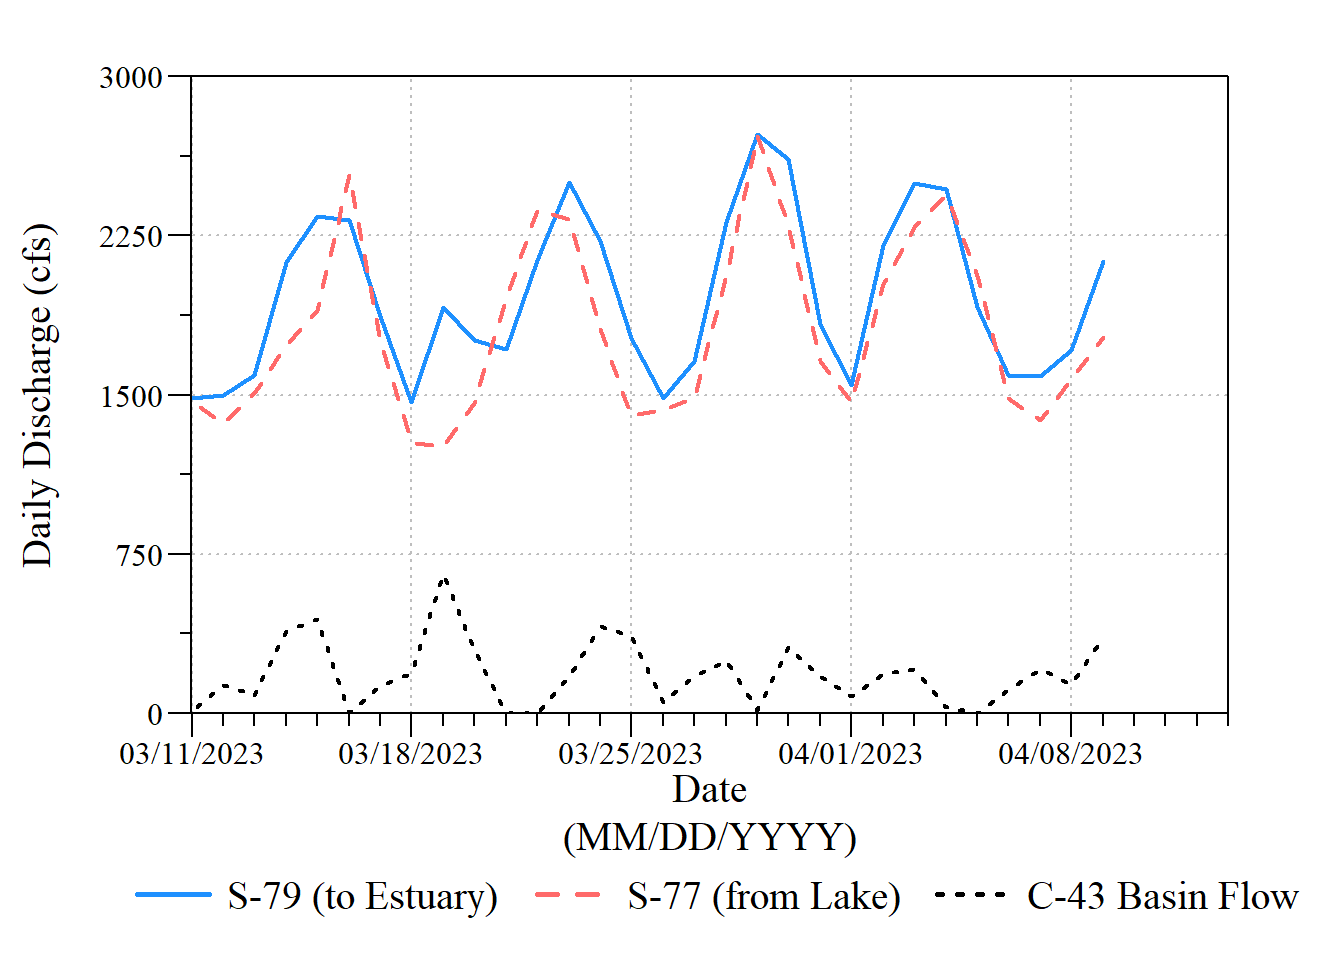 3000
2250
1500
750
0
Daily Discharge (cfs)
03/11/2023 03/18/2023 03/25/2023 04/01/2023 04/08/2023
Date
(MM/DD/YYYY)
S-79 (to Estuary) S-77 (from Lake) C-43 Basin Flow